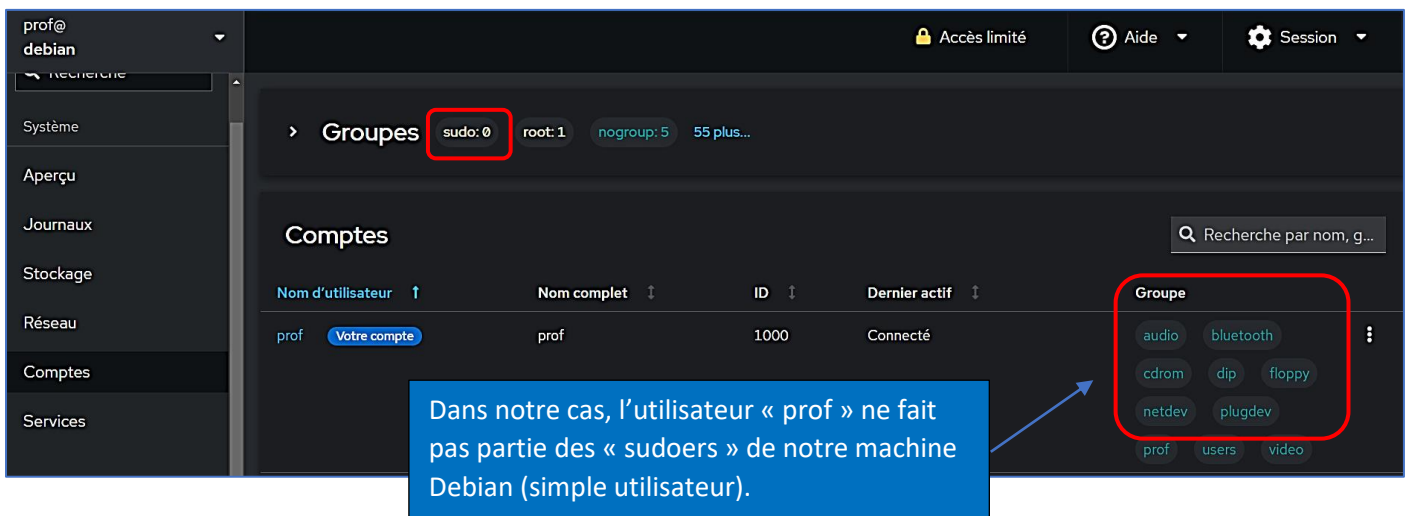 prof@
debian
Accès limité
Aide
Session
Recherche
Système
Groupes sudo: 0 root: 1 nogroup: 5 55 plus...
Aperçu
Journaux
Comptes
Recherche par nom, g...
Stockage
Nom d'utilisateur Nom complet ID Dernier actif Groupe
Réseau
prof Votre compte prof 1000 Connecté audio bluetooth
Comptes
cdrom dip floppy
netdev plugdev
Services
prof users video
Dans notre cas, l'utilisateur « prof » ne fait
pas partie des « sudoers » de notre machine
Debian (simple utilisateur).